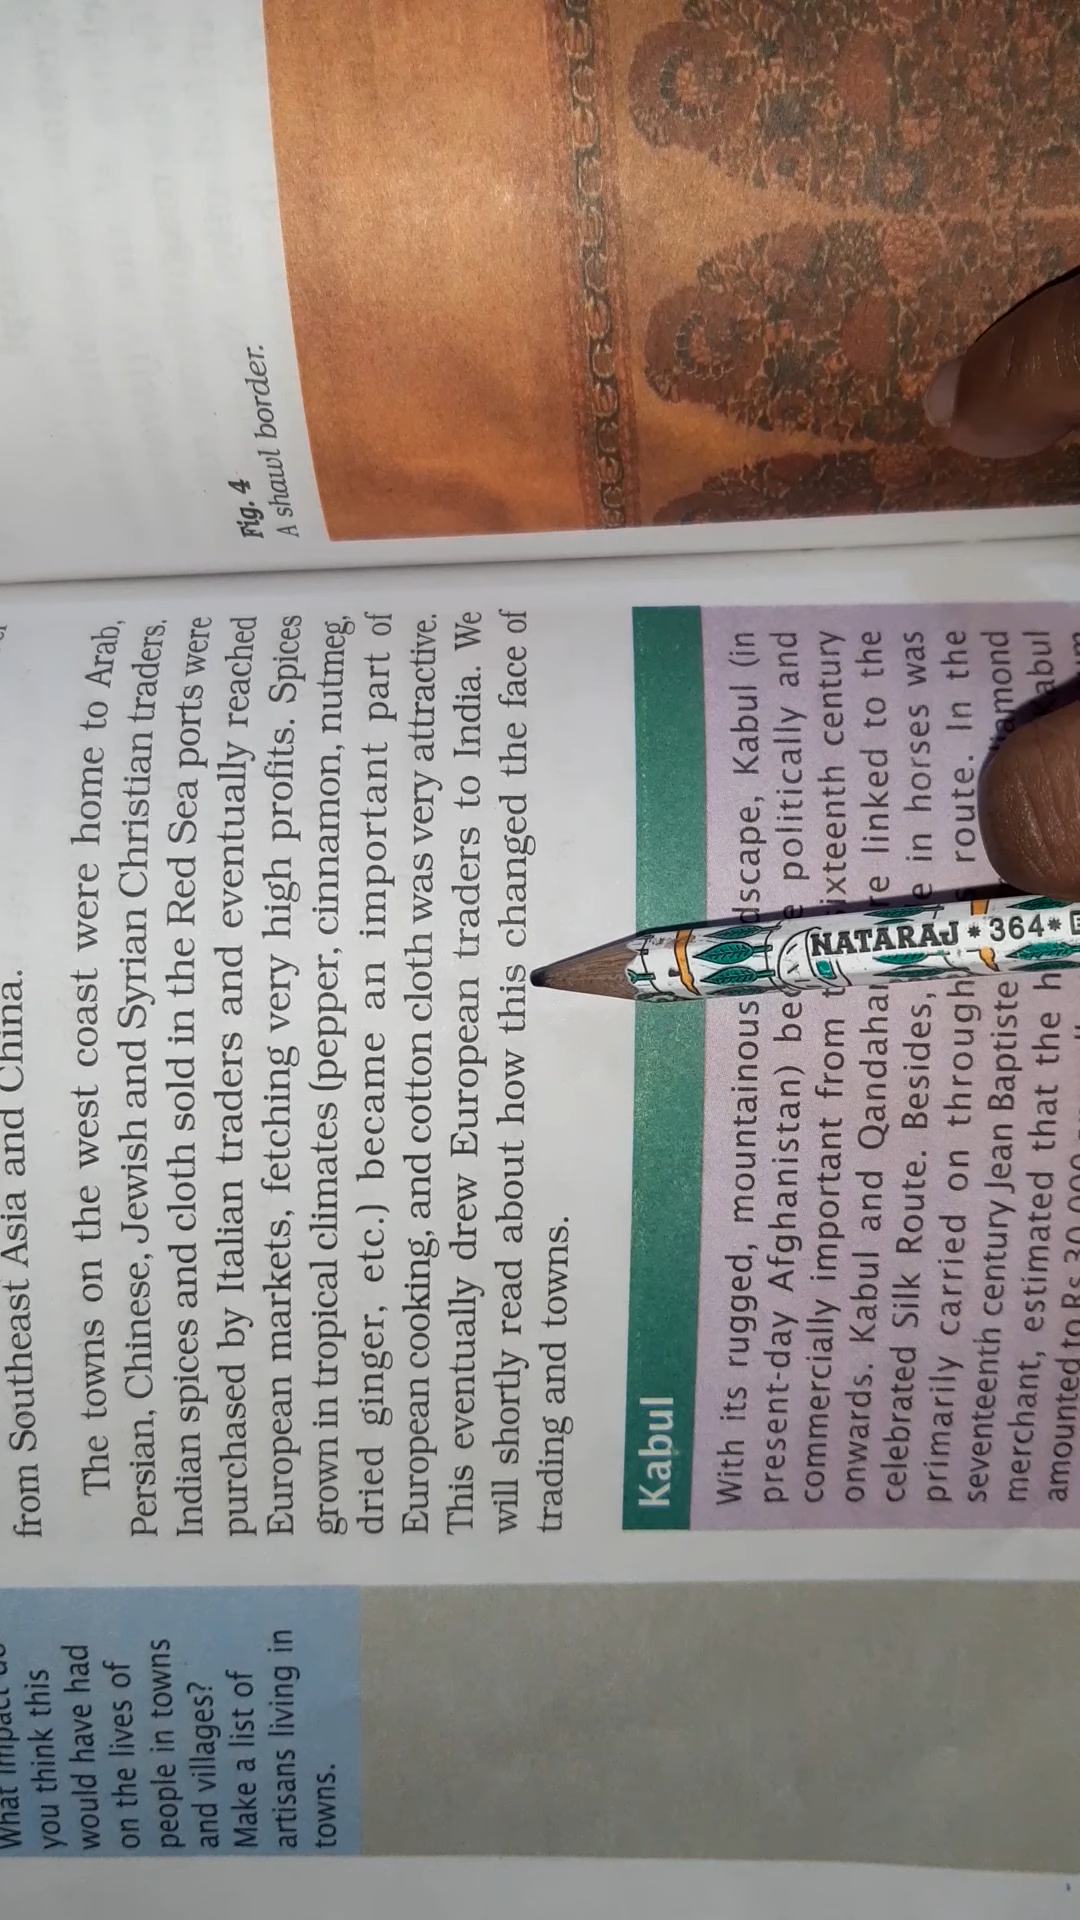 from Southeast Asia and China.
The towns on the west coast were home to Arab,
Persian, Chinese, Jewish and Syrian Christian traders.
Indian spices and cloth sold in the Red Sea ports were
purchased by Italian traders and eventually reached
European markets, fetching very high profits. Spices
grown in tropical climates (pepper, cinnamon, nutmeg,
dried ginger, etc.) became an important part of
European cooking, and cotton cloth was very attractive.
This eventually drew European traders to India. We
will shortly read about how this changed the face of
trading and towns.
Kabul
With its rugged, mountainous dscape, Kabul (in
present-day Afghanistan) be politically and
commercially important from ixteenth century
onwards. Kabul and Qandahar re linked to the
celebrated Silk Route. Besides, in horses was
primarily carried on through route. In the
seventeenth century Jean Baptiste amond
merchant, estimated that the h abul
amounted to Rs 30,000
What impact do
you think this
would have had
on the lives of
people in towns
and villages?
Make a list of
artisans living in
towns.
Fig. 4
A shawl border.
NATARAJ * 364 *